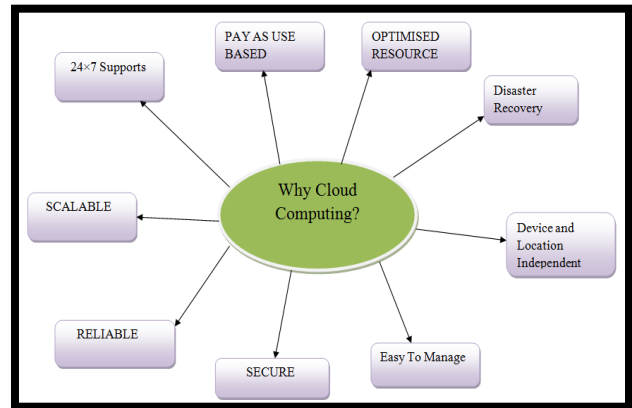 PAY AS USE
BASED
OPTIMISED
RESOURCE
24×7 Supports
Disaster
Recovery
Why Cloud
Computing?
SCALABLE
Device and
Location
Independent
RELIABLE
SECURE
Easy To Manage